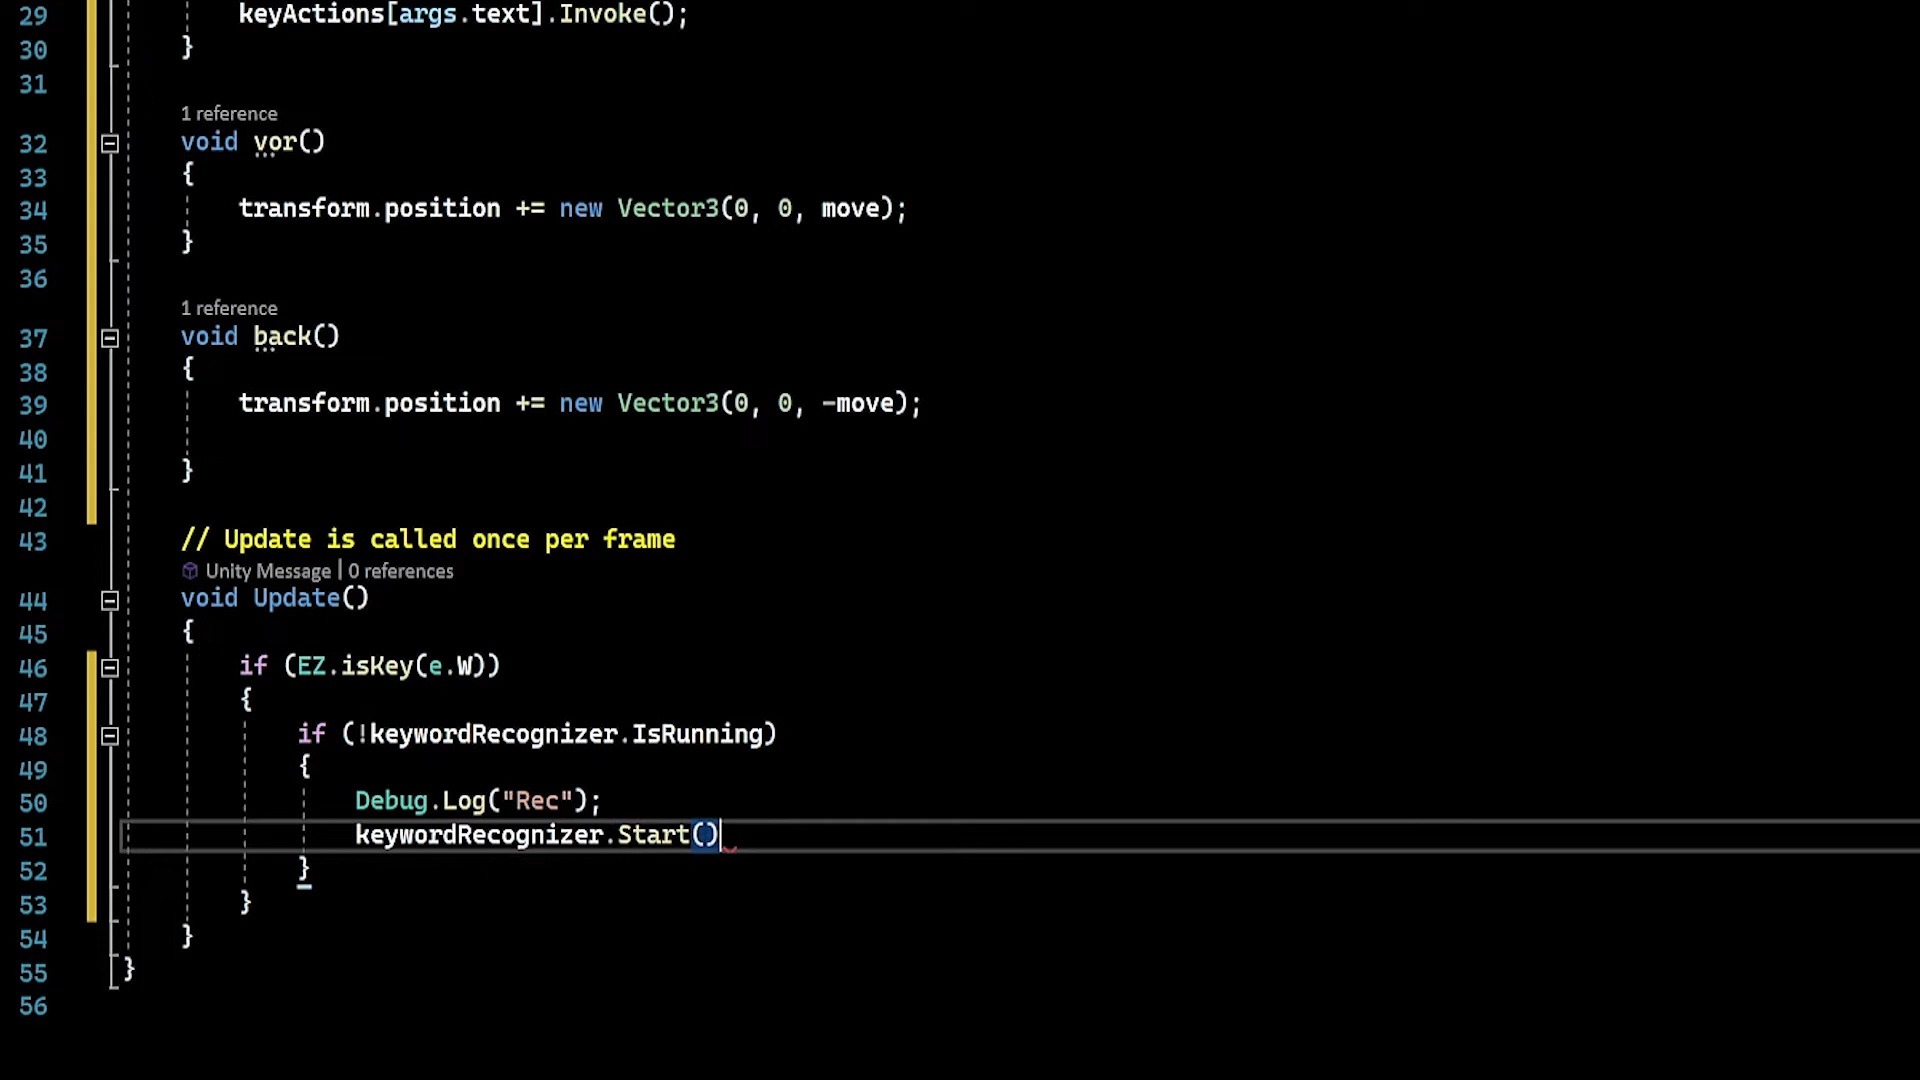 29 keyActions[args.text].Invoke();
30 }
31
1 reference
32 void vor()
33 {
34 transform.position += new Vector3(0, 0, move);
35 }
36
1 reference
37 void back()
38 {
39 transform.position += new Vector3(0, 0, -move);
40
41 }
42
43 // Update is called once per frame
Unity Message | 0 references
44 void Update()
45 {
46 if (EZ.isKey(e.W))
47 {
48 if (!keywordRecognizer.IsRunning)
49 {
50 Debug.Log("Rec");
51 keywordRecognizer.Start()
52 }
53 }
54 }
55 }
56